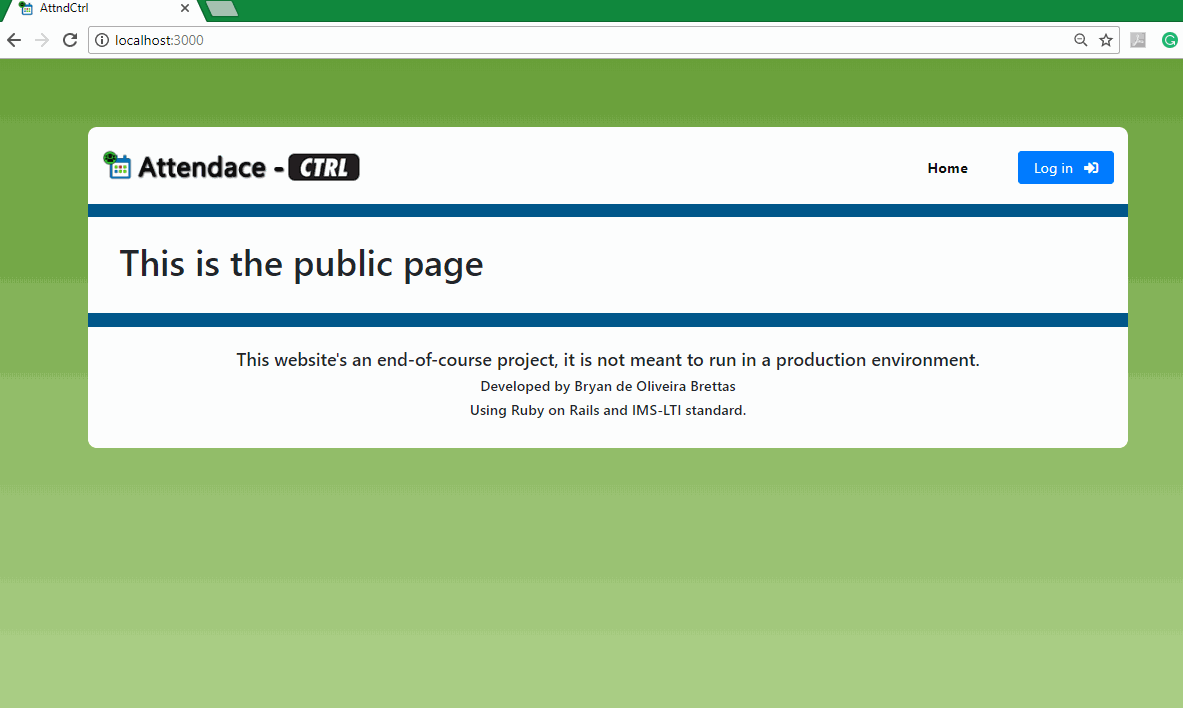 AttndCtrl
localhost:3000
Attendace - CTRL
Home
Log in
This is the public page
This website's an end-of-course project, it is not meant to run in a production environment.
Developed by Bryan de Oliveira Brettas
Using Ruby on Rails and IMS-LTI standard.